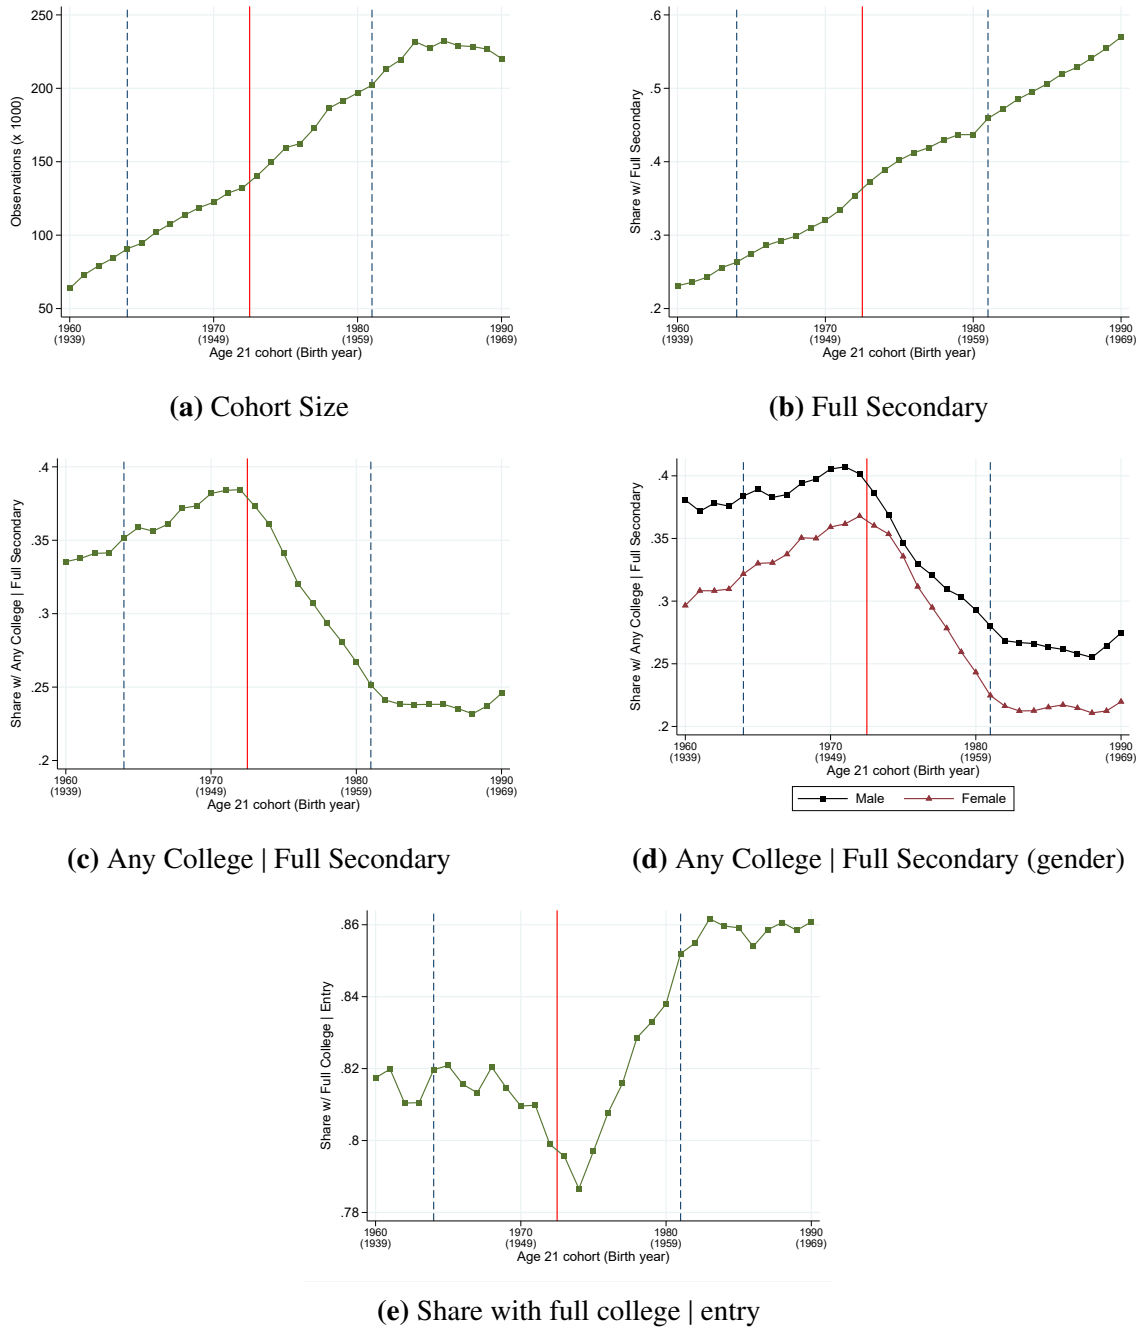 250
200
150
100
50
Observations (x 1000)
1960 1970 1980 1990
(1939) (1949) (1959) (1969)
Age 21 cohort (Birth year)
(a) Cohort Size
.6
.5
.4
.3
.2
Share w/ Full Secondary
1960 1970 1980 1990
(1939) (1949) (1959) (1969)
Age 21 cohort (Birth year)
(b) Full Secondary
.4
.35
.3
.25
.2
Share w/ Any College | Full Secondary
1960 1970 1980 1990
(1939) (1949) (1959) (1969)
Age 21 cohort (Birth year)
(c) Any College | Full Secondary
.4
.35
.3
.25
.2
Share w/ Any College | Full Secondary
1960 1970 1980 1990
(1939) (1949) (1959) (1969)
Age 21 cohort (Birth year)
Male Female
(d) Any College | Full Secondary (gender)
.86
.84
.82
.8
.78
Share w/ Full College | Entry
1960 1970 1980 1990
(1939) (1949) (1959) (1969)
Age 21 cohort (Birth year)
(e) Share with full college | entry